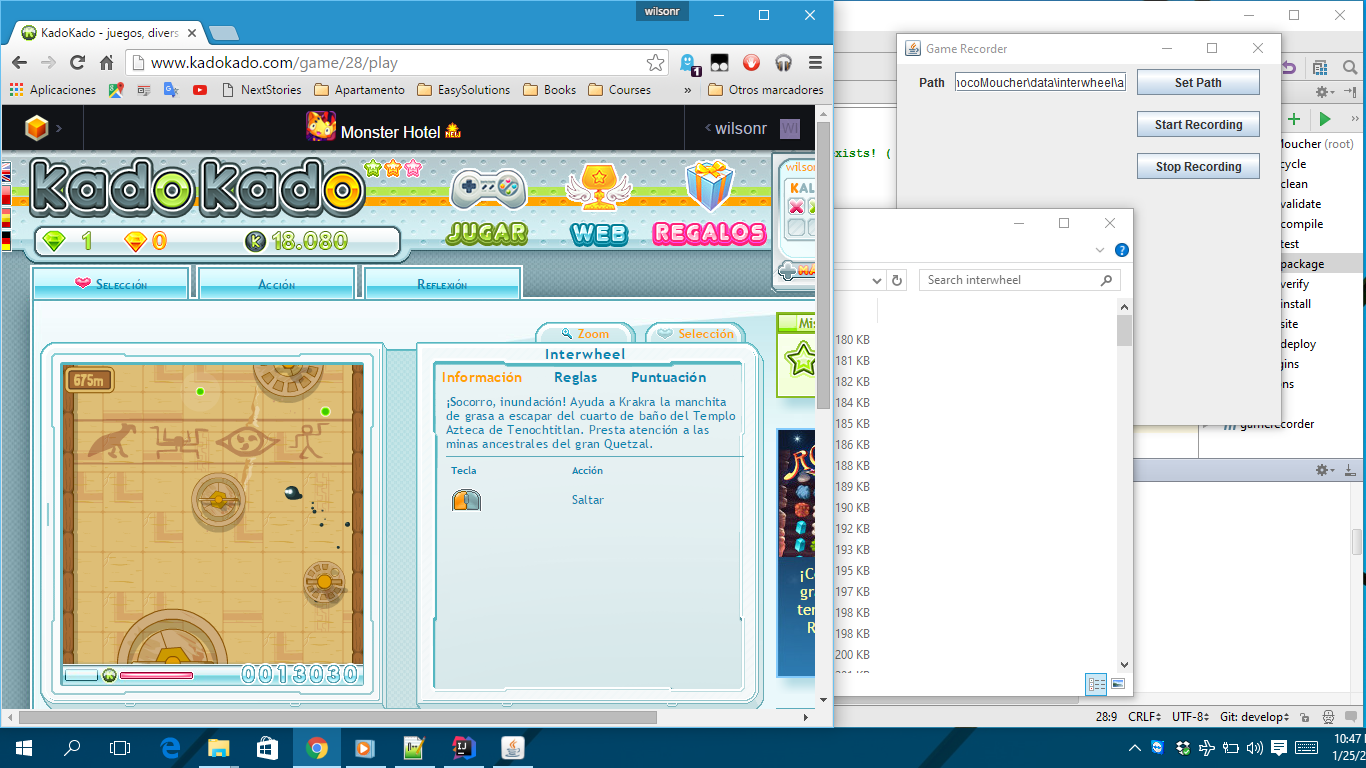 wilsonr
KadoKado - juegos, divers
www.kadokado.com/game/28/play
1
Aplicaciones
NextStories
Apartamento
EasySolutions
Books
Courses
»
Otros marcadores
Monster Hotel NEW
wilsonr
WI
KadoKado
1
0
K 18.080
JUGAR
WEB
REGALOS
wilson
KAL
MA
Selección
Acción
Reflexión
Zoom
Selección
Mis
675m
0013030
Interwheel
Información
Reglas
Puntuación
¡Socorro, inundación! Ayuda a Krakra la manchita
de grasa a escapar del cuarto de baño del Templo
Azteca de Tenochtitlan. Presta atención a las
minas ancestrales del gran Quetzal.
Tecla
Acción
Saltar
Game Recorder
Path
ocoMoucher\data\interwheel\a
Set Path
Start Recording
Stop Recording
xists! (
Search interwheel
180 KB
181 KB
182 KB
184 KB
185 KB
186 KB
188 KB
189 KB
190 KB
192 KB
193 KB
195 KB
197 KB
198 KB
198 KB
200 KB
Moucher (root)
cycle
clean
validate
compile
test
package
verify
install
site
deploy
gins
ns
gamerecorder
28:9
CRLF
UTF-8
Git: develop
10:47
1/25/2